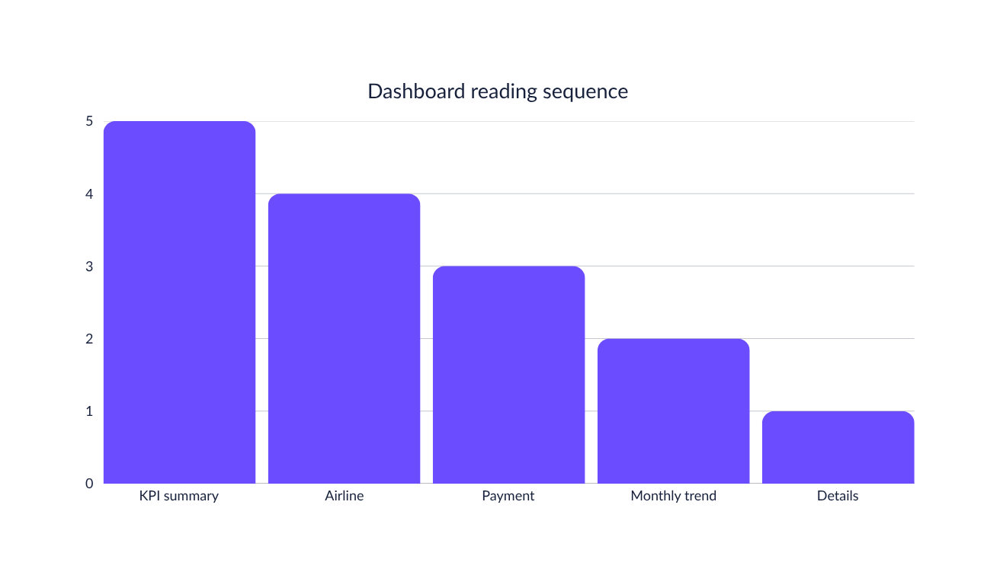 Dashboard reading sequence
5
4
3
2
1
0
KPI summary
Airline
Payment
Monthly trend
Details